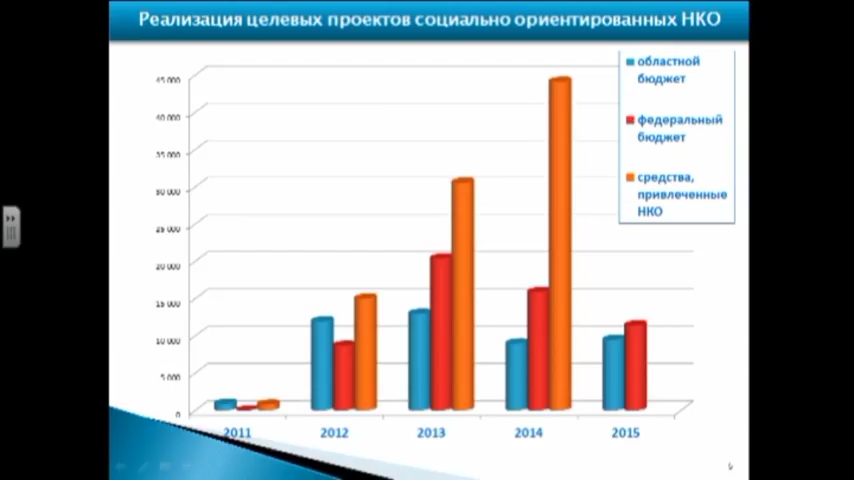 Реализация целевых проектов социально ориентированных НКО
областной
бюджет
федеральный
бюджет
средства,
привлеченные
НКО
45 000
40 000
35 000
30 000
25 000
20 000
15 000
10 000
5 000
0
2011
2012
2013
2014
2015